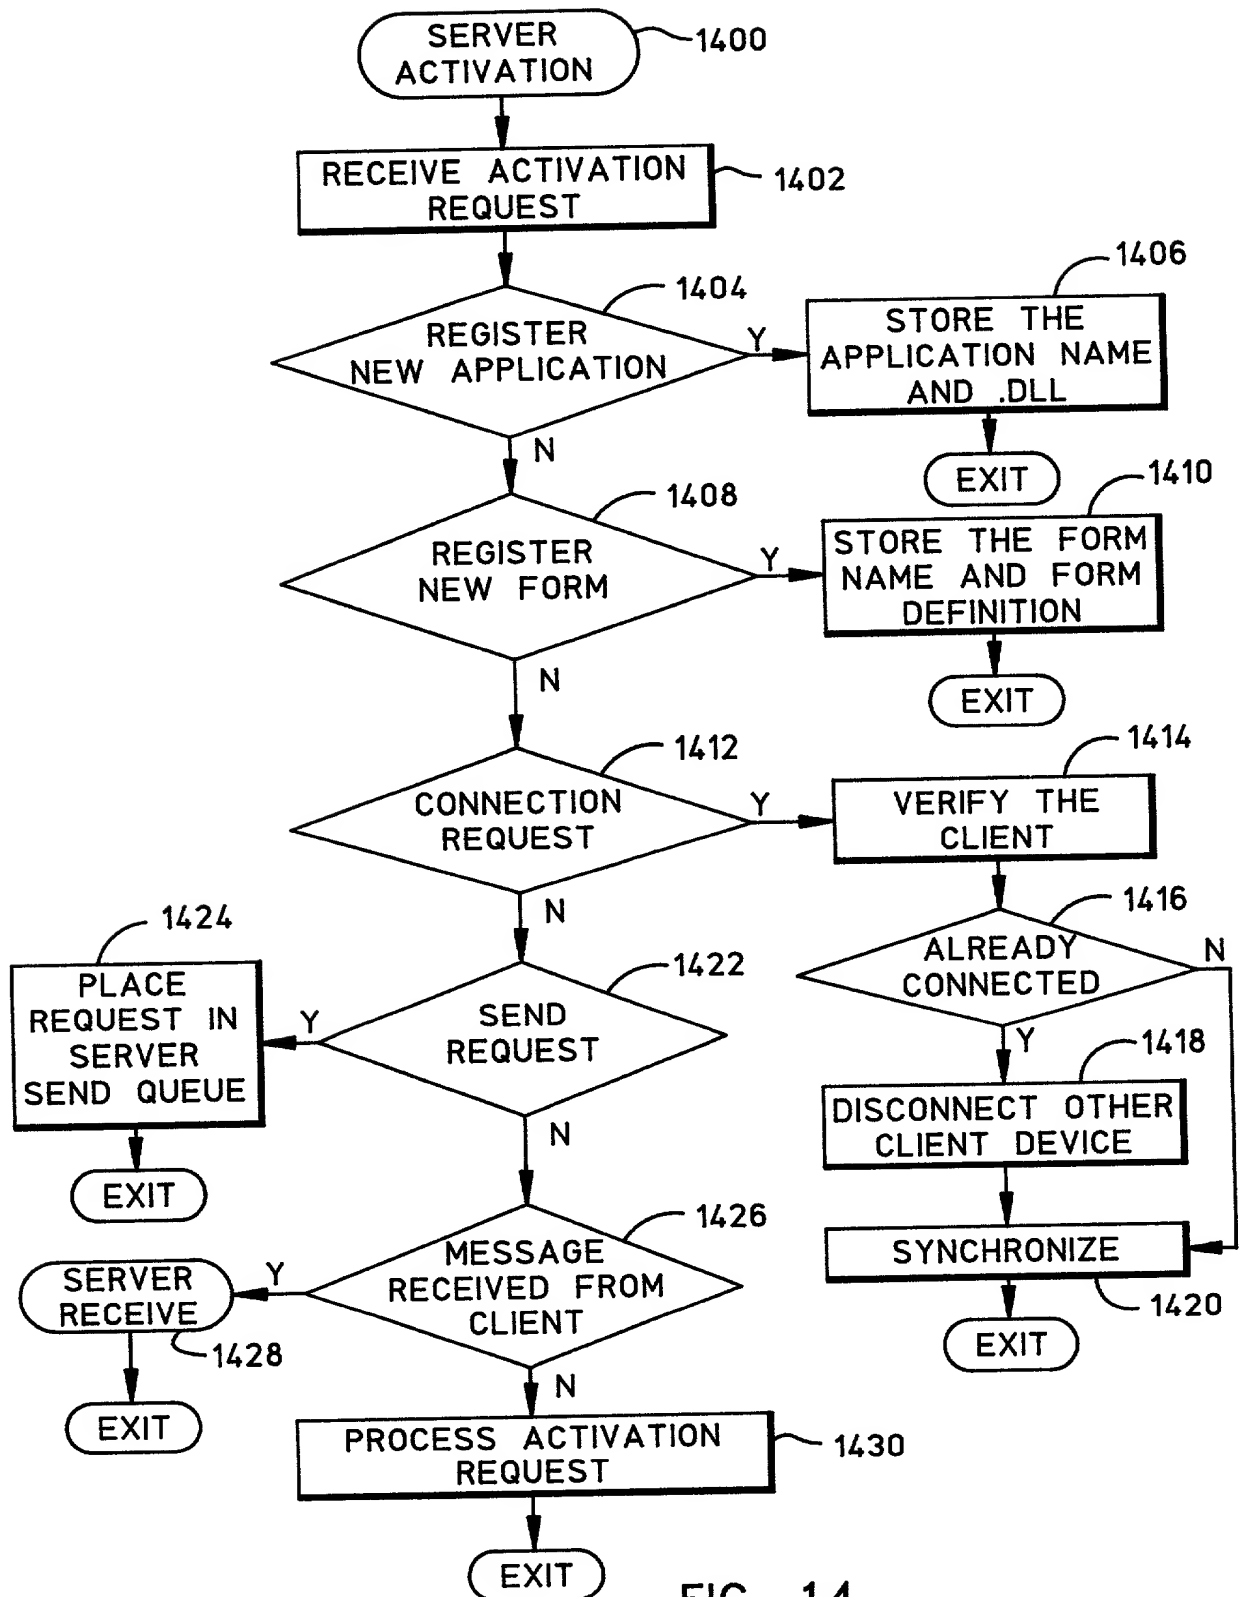 SERVER
ACTIVATION
1400
RECEIVE ACTIVATION
REQUEST
1402
REGISTER
NEW APPLICATION
1404
Y
STORE THE
APPLICATION NAME
AND .DLL
1406
EXIT
N
REGISTER
NEW FORM
1408
Y
STORE THE FORM
NAME AND FORM
DEFINITION
1410
EXIT
N
CONNECTION
REQUEST
1412
Y
VERIFY THE
CLIENT
1414
ALREADY
CONNECTED
1416
N
Y
DISCONNECT OTHER
CLIENT DEVICE
1418
SYNCHRONIZE
1420
EXIT
N
SEND
REQUEST
1422
Y
PLACE
REQUEST IN
SERVER
SEND QUEUE
1424
EXIT
N
MESSAGE
RECEIVED FROM
CLIENT
1426
Y
SERVER
RECEIVE
1428
EXIT
N
PROCESS ACTIVATION
REQUEST
1430
EXIT
FIG. 14